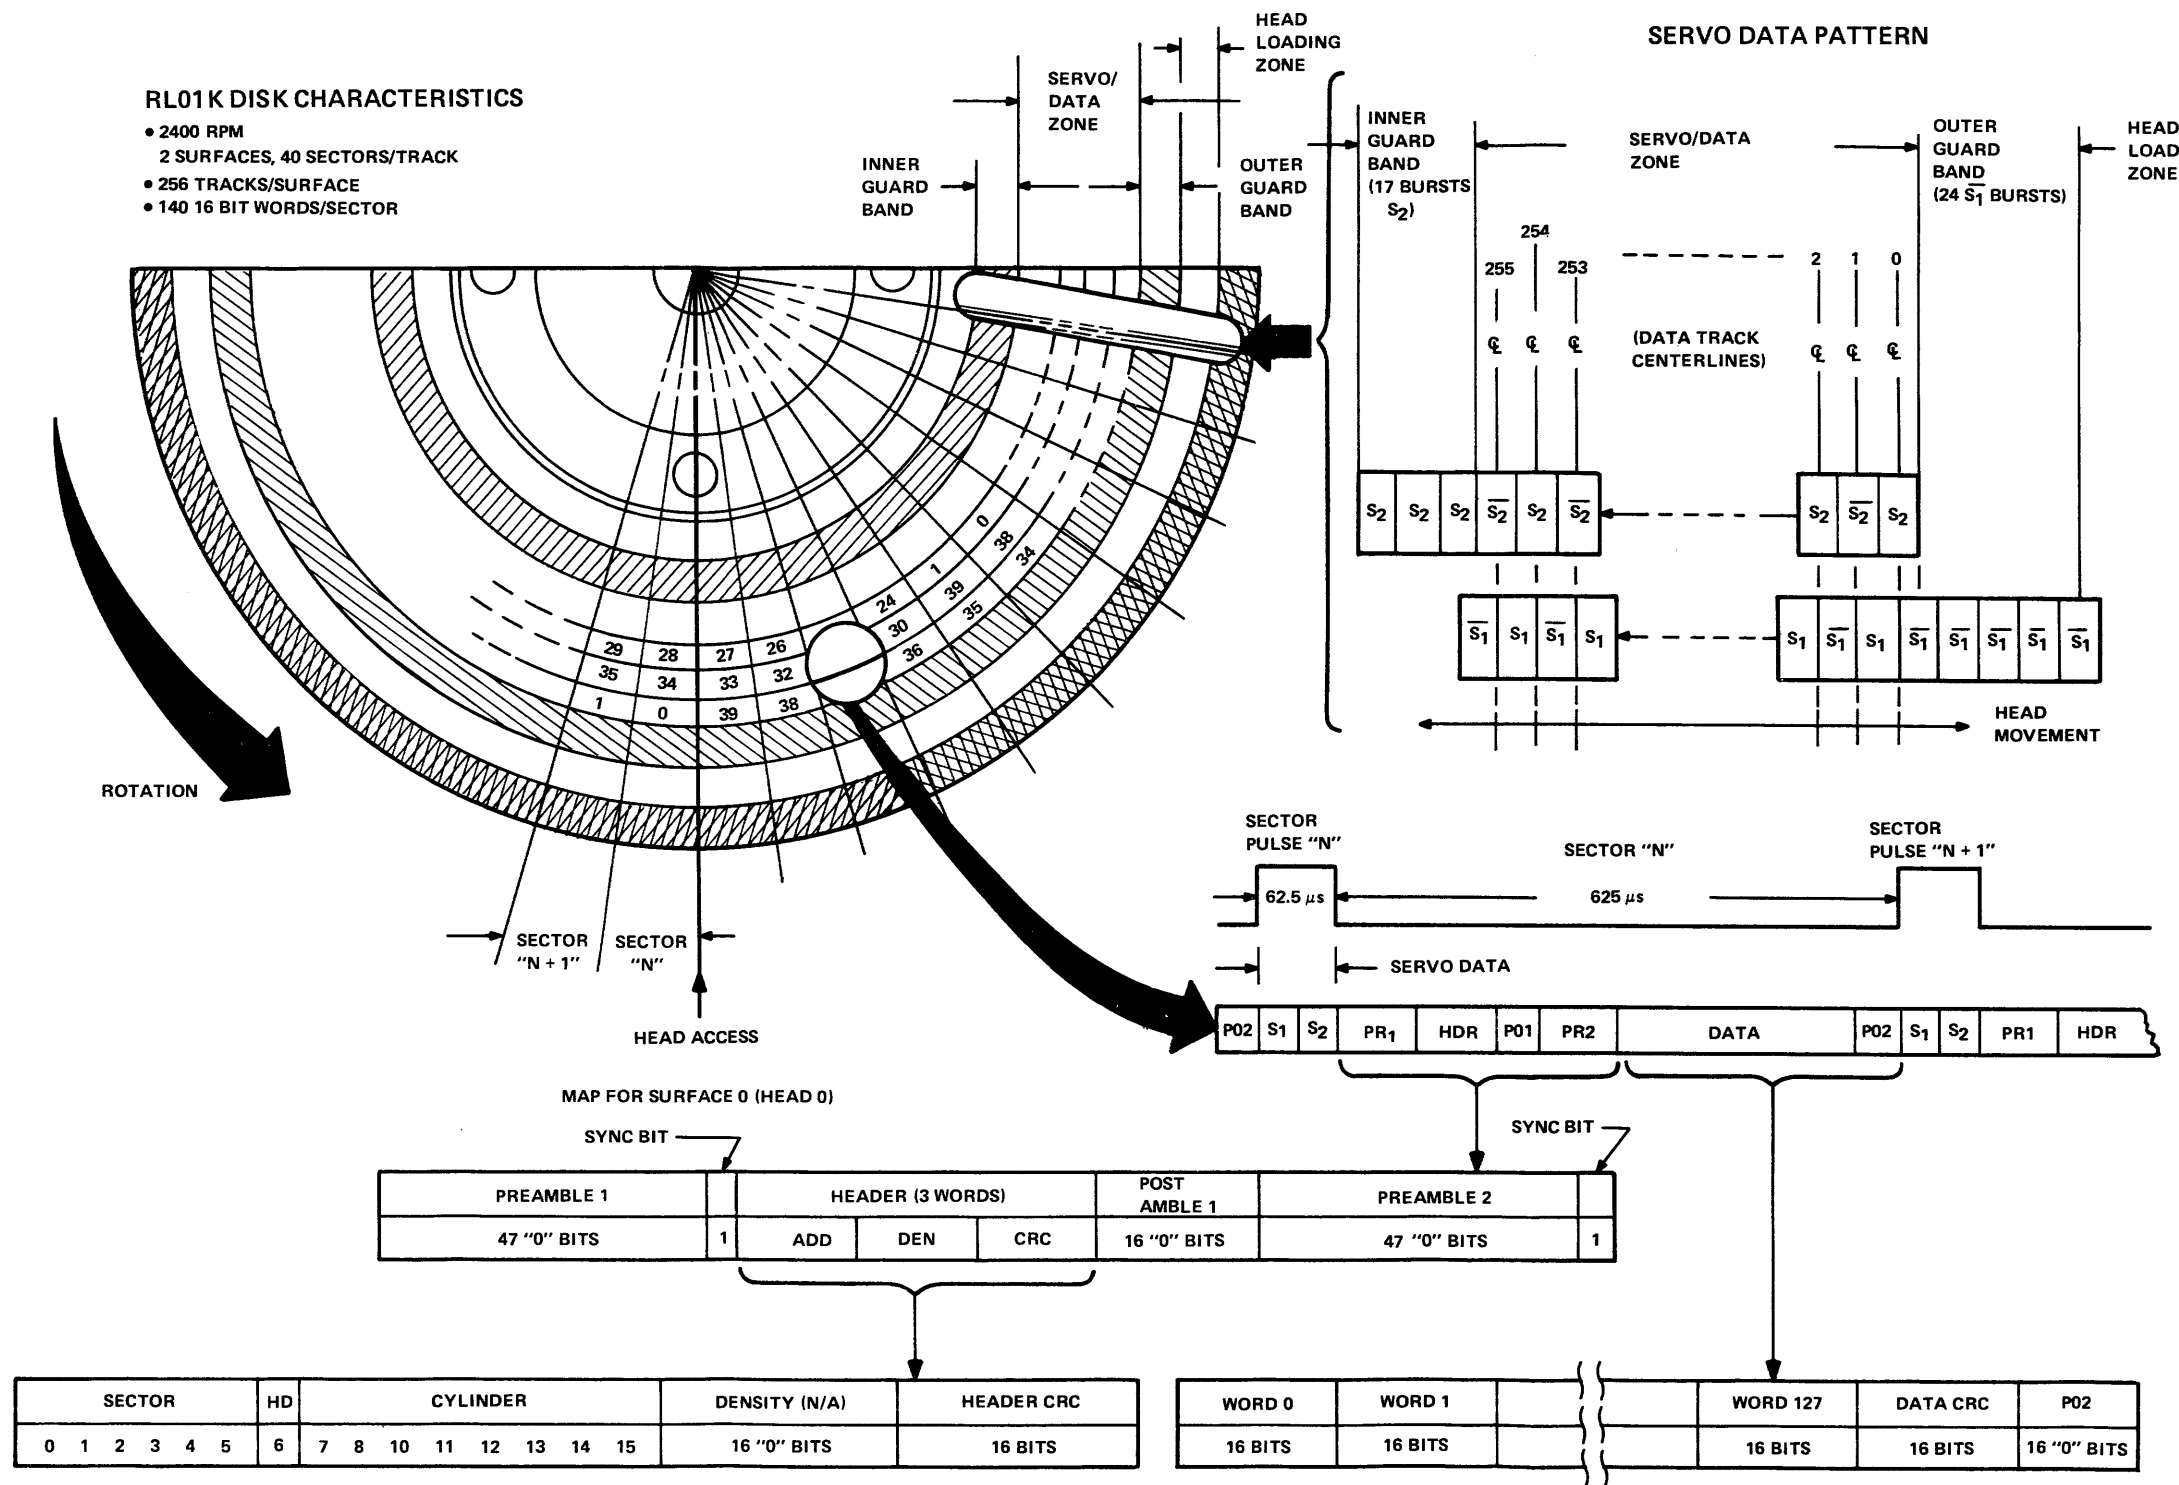 SERVO DATA PATTERN
RL01K DISK CHARACTERISTICS
• 2400 RPM
2 SURFACES, 40 SECTORS/TRACK
• 256 TRACKS/SURFACE
• 140 16 BIT WORDS/SECTOR
HEAD
LOADING
ZONE
SERVO/
DATA
ZONE
INNER
GUARD
BAND
OUTER
GUARD
BAND
INNER
GUARD
BAND
(17 BURSTS
S2)
SERVO/DATA
ZONE
OUTER
GUARD
BAND
(24 S̅1 BURSTS)
HEAD
LOAD
ZONE
255 254 253 2 1 0
℄ ℄ ℄ ℄ ℄ ℄
(DATA TRACK
CENTERLINES)
S2 S2 S2 S̅2 S2 S̅2 S2 S̅2 S2
S̅1 S1 S̅1 S1 S1 S̅1 S1 S̅1 S̅1 S̅1 S̅1 S̅1
HEAD
MOVEMENT
29 28 27 26 24 1 0
35 34 33 32 30 39 38
1 0 39 38 36 35 34
ROTATION
SECTOR
"N + 1"
SECTOR
"N"
HEAD ACCESS
SECTOR
PULSE "N"
SECTOR "N"
SECTOR
PULSE "N + 1"
62.5 μs
625 μs
SERVO DATA
P02 S1 S2 PR1 HDR P01 PR2 DATA P02 S1 S2 PR1 HDR
MAP FOR SURFACE 0 (HEAD 0)
SYNC BIT
SYNC BIT
PREAMBLE 1
HEADER (3 WORDS)
POST
AMBLE 1
PREAMBLE 2
47 "0" BITS 1 ADD DEN CRC 16 "0" BITS 47 "0" BITS 1
SECTOR HD CYLINDER DENSITY (N/A) HEADER CRC
0 1 2 3 4 5 6 7 8 10 11 12 13 14 15 16 "0" BITS 16 BITS
WORD 0 WORD 1 WORD 127 DATA CRC P02
16 BITS 16 BITS 16 BITS 16 BITS 16 "0" BITS